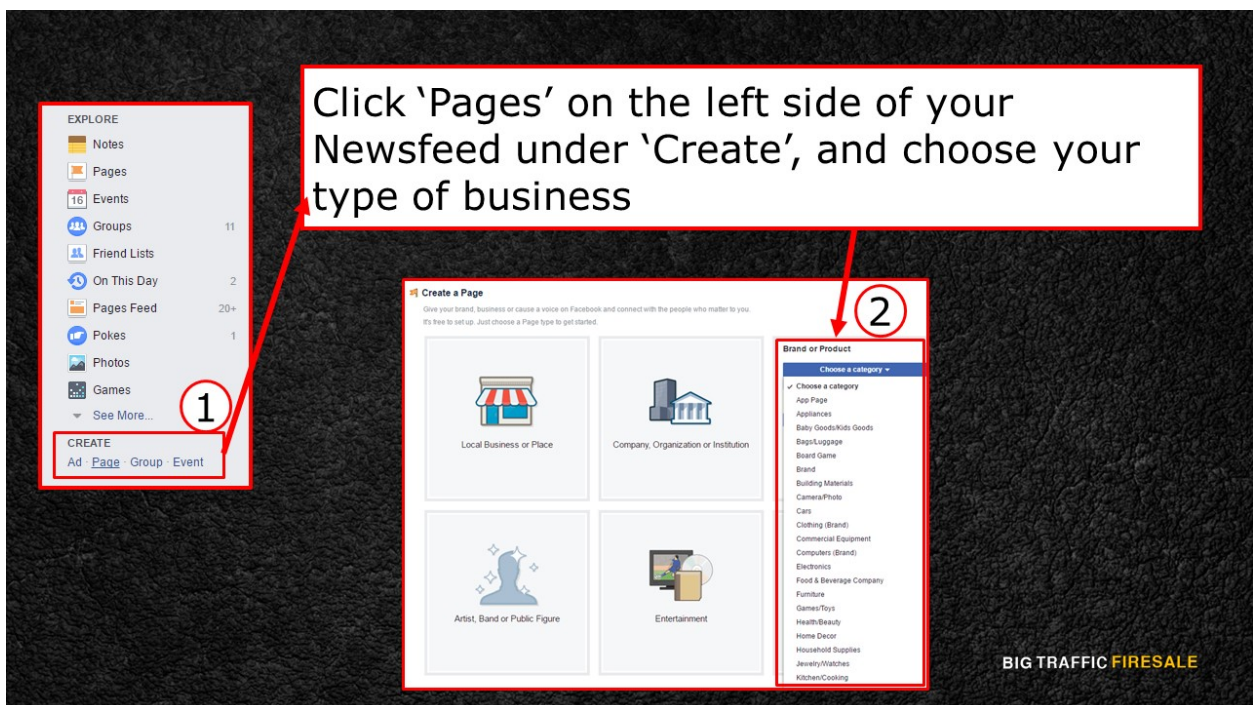 Click ‘Pages’ on the left side of your
Newsfeed under ‘Create’, and choose your
type of business
EXPLORE
Notes
Pages
16 Events
Groups 11
Friend Lists
On This Day 2
Pages Feed 20+
Pokes 1
Photos
Games
See More...
1
CREATE
Ad · Page · Group · Event
Create a Page
Give your brand, business or cause a voice on Facebook and connect with the people who matter to you.
It's free to set up. Just choose a Page type to get started.
2
Local Business or Place
Company, Organization or Institution
Artist, Band or Public Figure
Entertainment
Brand or Product
Choose a category
✓ Choose a category
App Page
Appliances
Baby Goods/Kids Goods
Bags/Luggage
Board Game
Brand
Building Materials
Camera/Photo
Cars
Clothing (Brand)
Commercial Equipment
Computers (Brand)
Electronics
Food & Beverage Company
Furniture
Games/Toys
Health/Beauty
Home Decor
Household Supplies
Jewelry/Watches
Kitchen/Cooking
BIG TRAFFIC FIRESALE